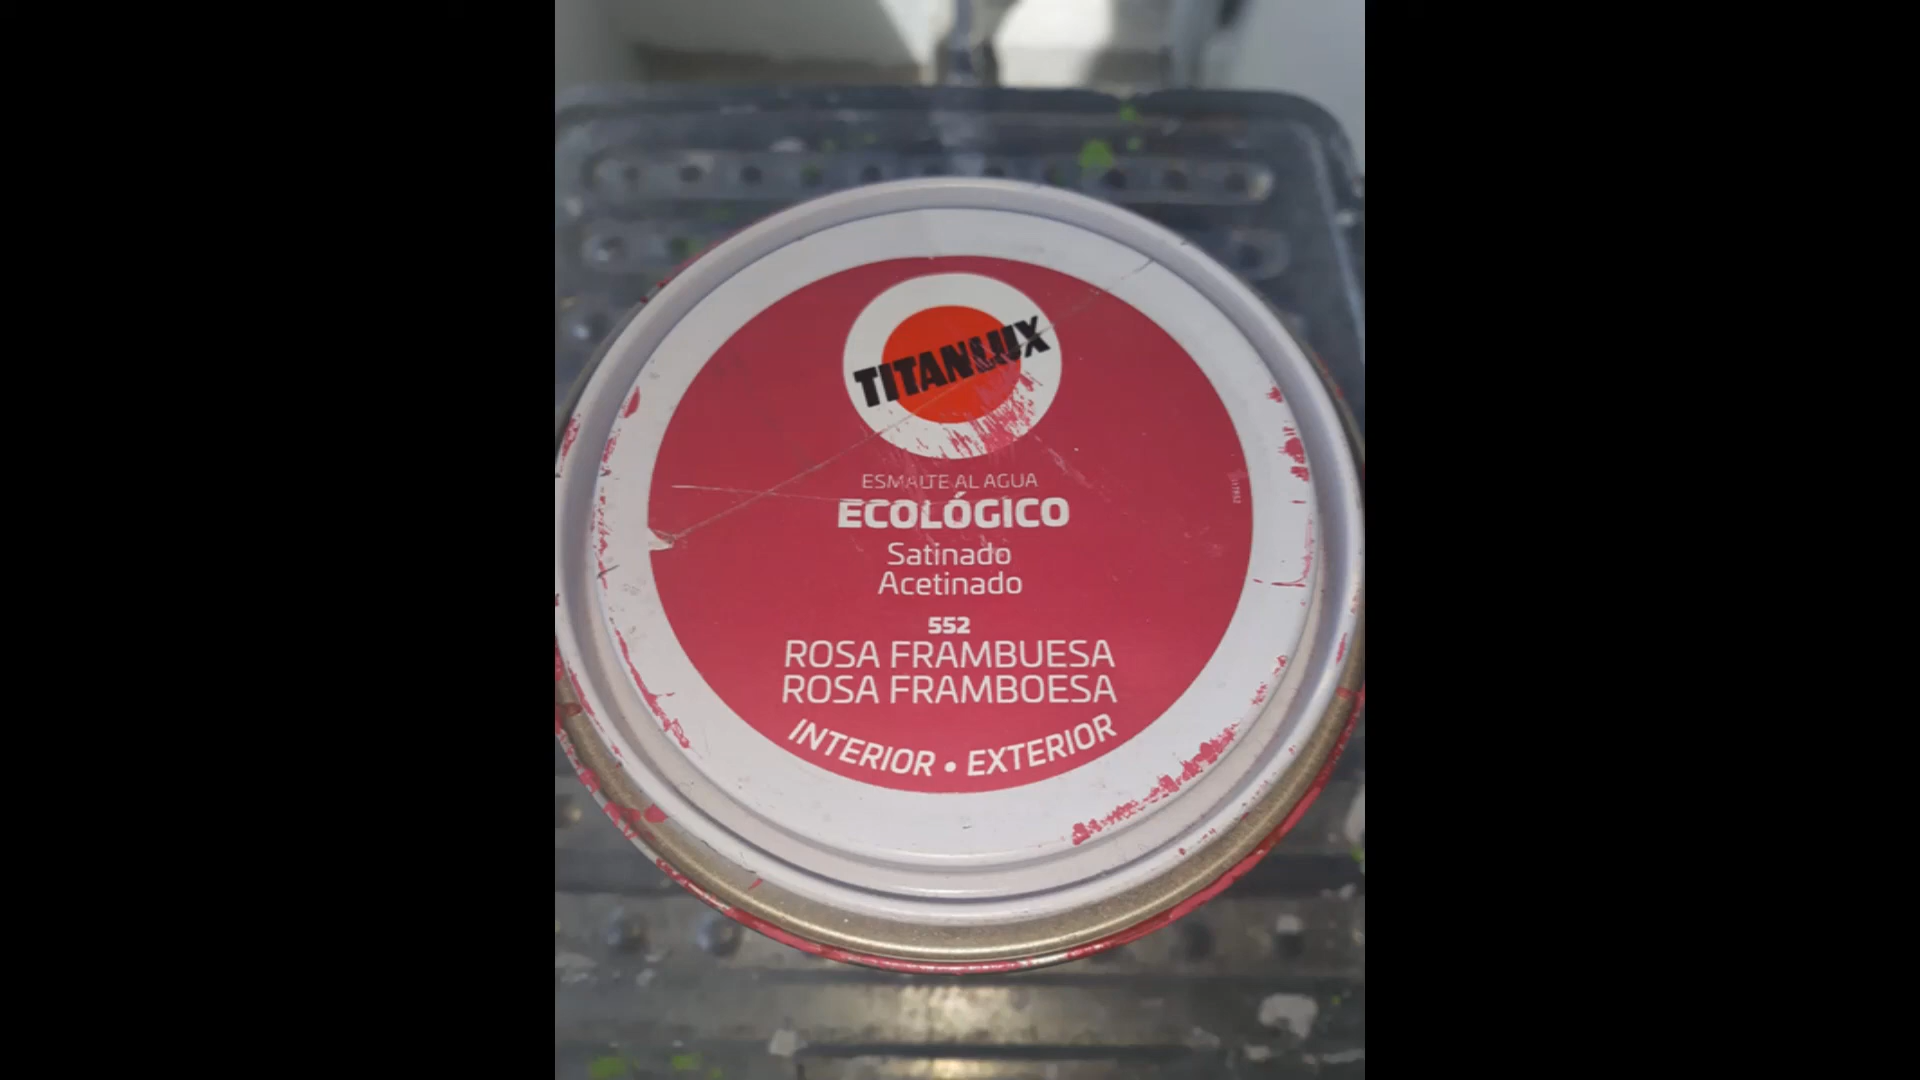 TITANLUX
ESMALTE AL AGUA
ECOLÓGICO
Satinado
Acetinado
552
ROSA FRAMBUESA
ROSA FRAMBOESA
INTERIOR • EXTERIOR